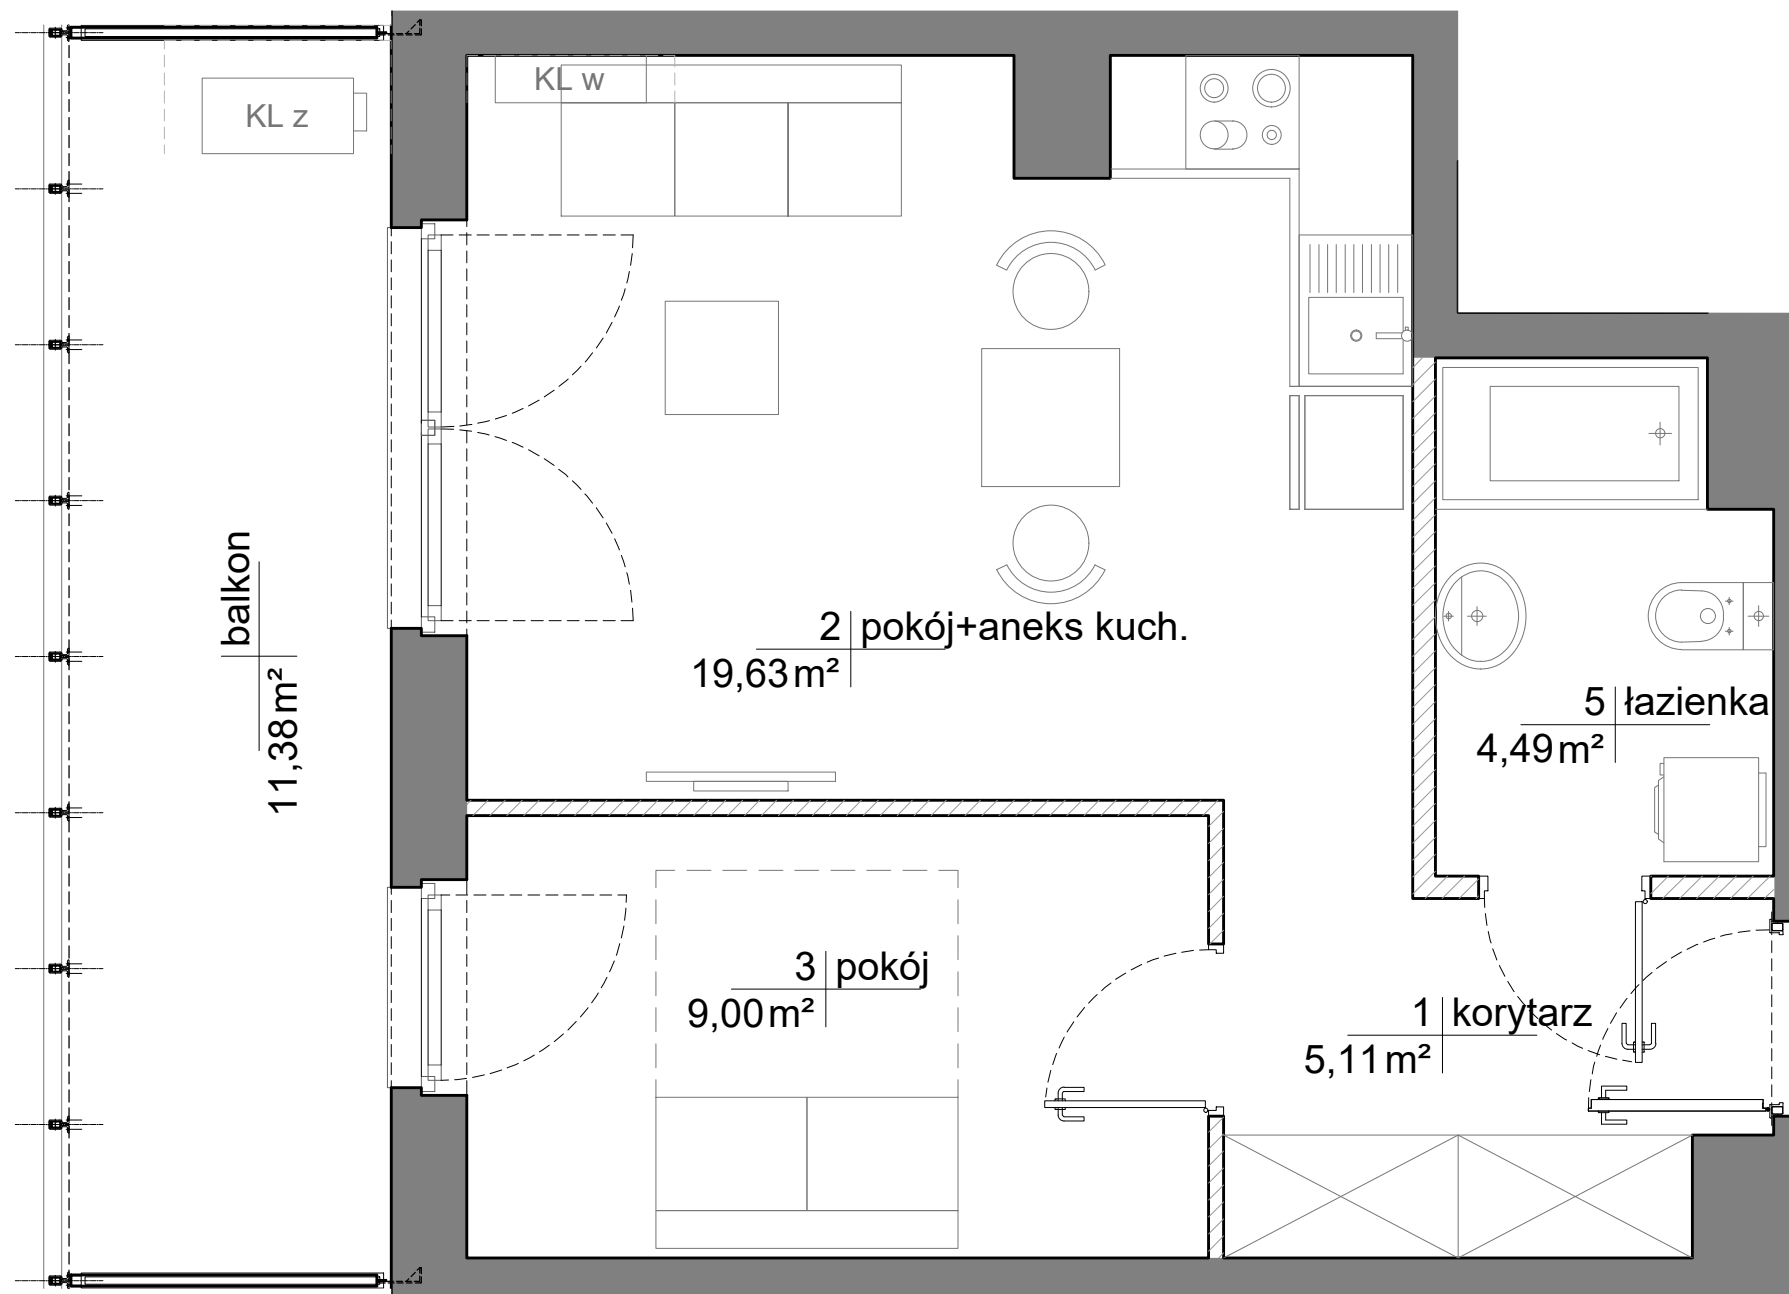 KL w
KL z
balkon
11,38 m²
2 pokój+aneks kuch.
19,63 m²
5 łazienka
4,49 m²
3 pokój
9,00 m²
1 korytarz
5,11 m²